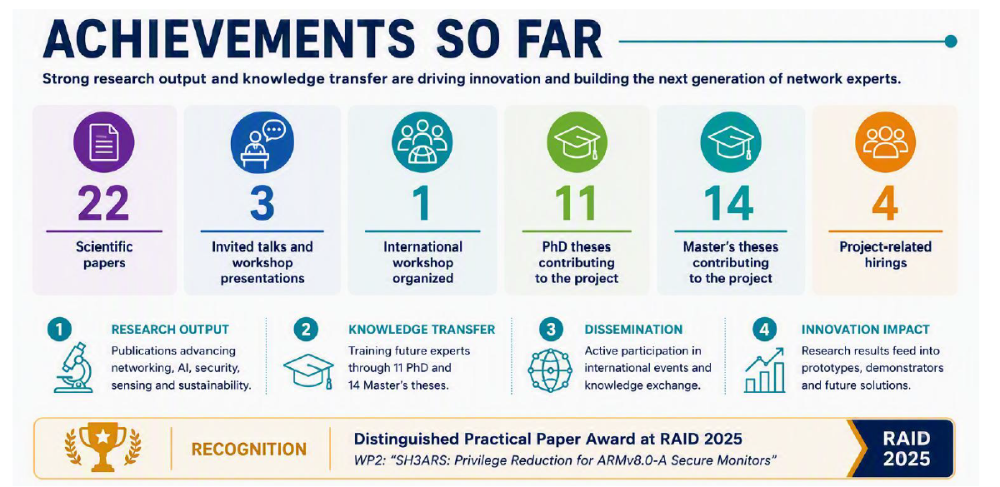 ACHIEVEMENTS SO FAR
Strong research output and knowledge transfer are driving innovation and building the next generation of network experts.
22
Scientific
papers
3
Invited talks and
workshop
presentations
1
International
workshop
organized
11
PhD theses
contributing
to the project
14
Master's theses
contributing
to the project
4
Project-related
hirings
1
RESEARCH OUTPUT
Publications advancing
networking, AI, security,
sensing and sustainability.
2
KNOWLEDGE TRANSFER
Training future experts
through 11 PhD and
14 Master's theses.
3
DISSEMINATION
Active participation in
international events and
knowledge exchange.
4
INNOVATION IMPACT
Research results feed into
prototypes, demonstrators
and future solutions.
RECOGNITION
Distinguished Practical Paper Award at RAID 2025
WP2: “SH3ARS: Privilege Reduction for ARMv8.0-A Secure Monitors”
RAID
2025